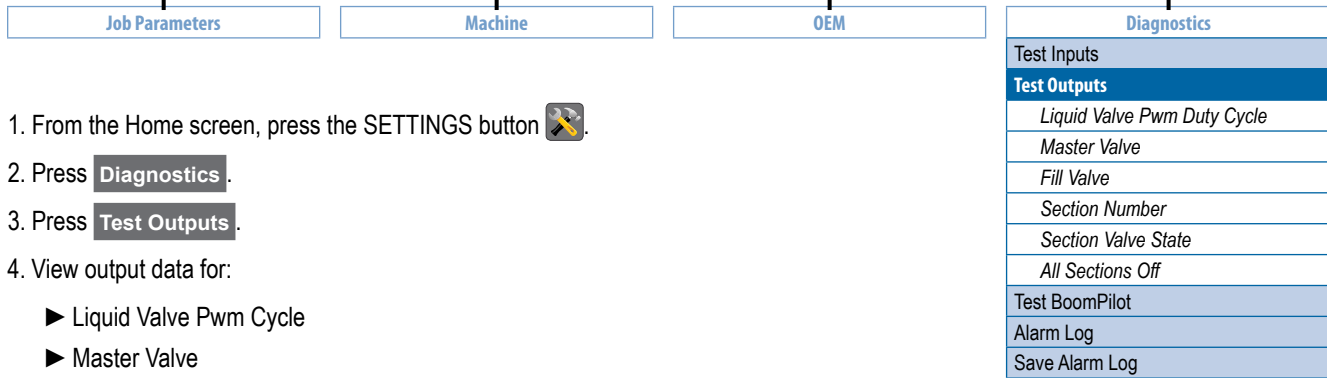 Job Parameters
Machine
OEM
Diagnostics
1. From the Home screen, press the SETTINGS button .
2. Press Diagnostics .
3. Press Test Outputs .
4. View output data for:
►Liquid Valve Pwm Cycle
►Master Valve
Test Inputs
Test Outputs
Liquid Valve Pwm Duty Cycle
Master Valve
Fill Valve
Section Number
Section Valve State
All Sections Off
Test BoomPilot
Alarm Log
Save Alarm Log